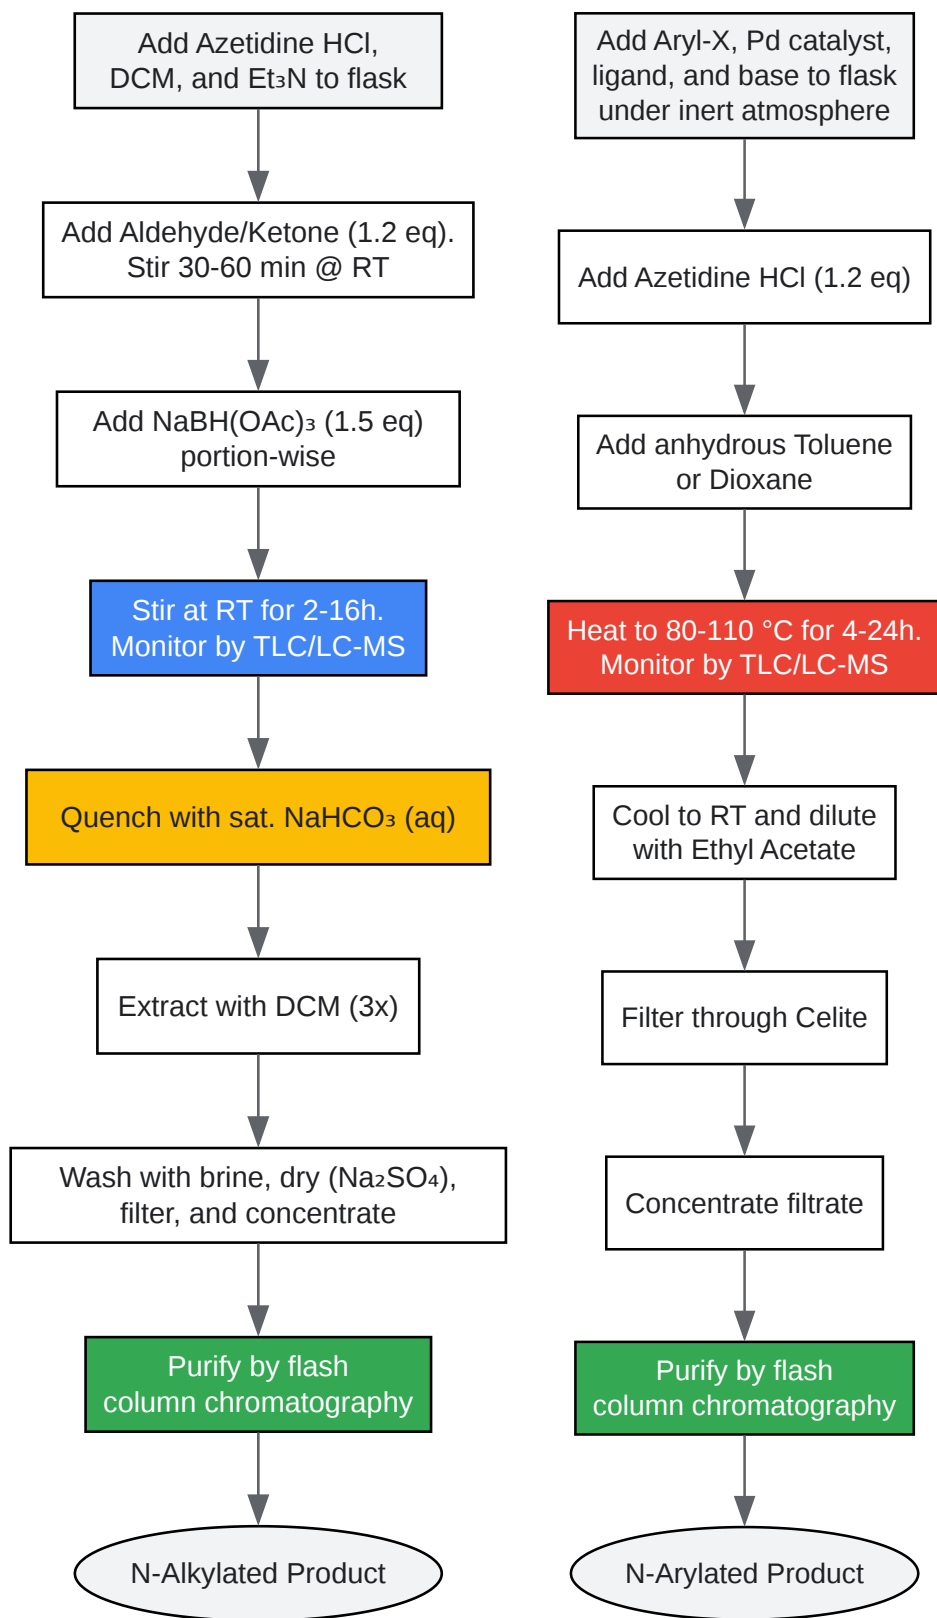 Add Azetidine HCl,
DCM, and Et₃N to flask
Add Aldehyde/Ketone (1.2 eq).
Stir 30-60 min @ RT
Add NaBH(OAc)₃ (1.5 eq)
portion-wise
Stir at RT for 2-16h.
Monitor by TLC/LC-MS
Quench with sat. NaHCO₃ (aq)
Extract with DCM (3x)
Wash with brine, dry (Na₂SO₄),
filter, and concentrate
Purify by flash
column chromatography
N-Alkylated Product
Add Aryl-X, Pd catalyst,
ligand, and base to flask
under inert atmosphere
Add Azetidine HCl (1.2 eq)
Add anhydrous Toluene
or Dioxane
Heat to 80-110 °C for 4-24h.
Monitor by TLC/LC-MS
Cool to RT and dilute
with Ethyl Acetate
Filter through Celite
Concentrate filtrate
Purify by flash
column chromatography
N-Arylated Product